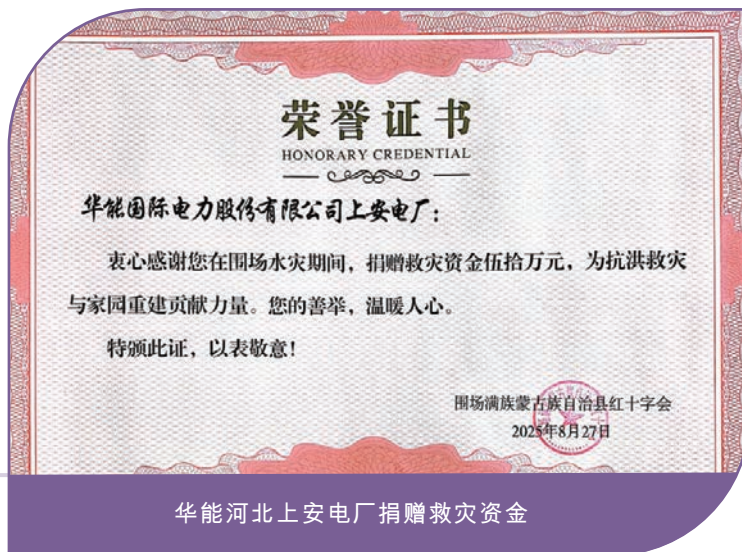 荣誉证书
HONORARY CREDENTIAL
华能国际电力股份有限公司上安电厂：
衷心感谢您在围场水灾期间，捐赠救灾资金伍拾万元，为抗洪救灾
与家园重建贡献力量。您的善举，温暖人心。
特颁此证，以表敬意！
围场满族蒙古族自治县红十字会
2025年8月27日
华能河北上安电厂捐赠救灾资金